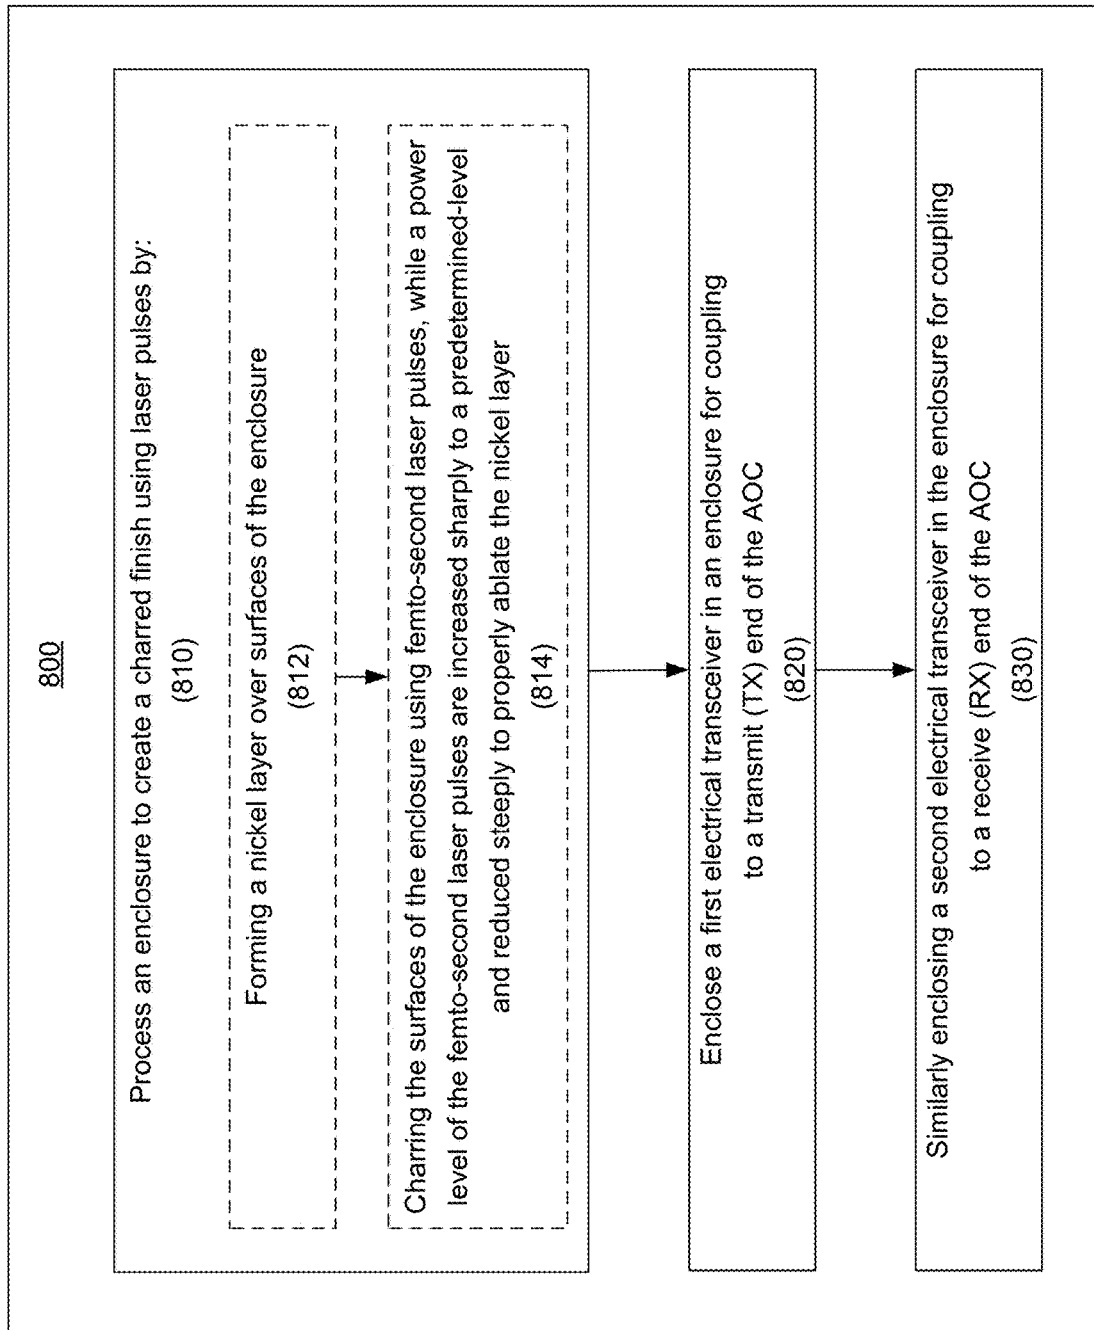 800
Process an enclosure to create a charred finish using laser pulses by:
(810)
Forming a nickel layer over surfaces of the enclosure
(812)
Charring the surfaces of the enclosure using femto-second laser pulses, while a power
level of the femto-second laser pulses are increased sharply to a predetermined-level
and reduced steeply to properly ablate the nickel layer
(814)
Enclose a first electrical transceiver in an enclosure for coupling
to a transmit (TX) end of the AOC
(820)
Similarly enclosing a second electrical transceiver in the enclosure for coupling
to a receive (RX) end of the AOC
(830)